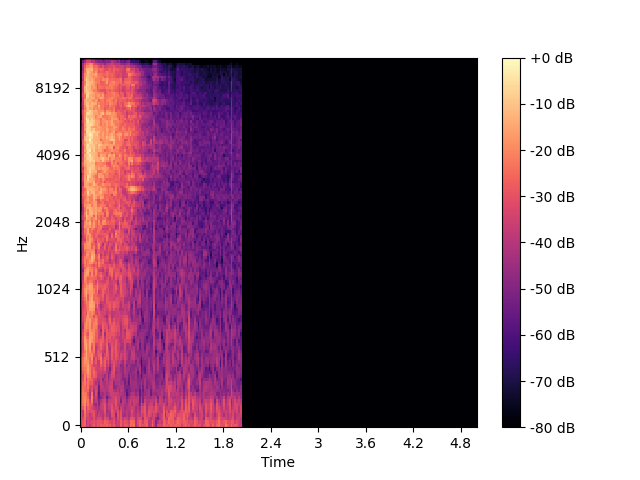 +0 dB
8192
-10 dB
4096
-20 dB
-30 dB
2048
Hz
-40 dB
1024
-50 dB
-60 dB
512
-70 dB
0
-80 dB
0 0.6 1.2 1.8 2.4 3 3.6 4.2 4.8
Time